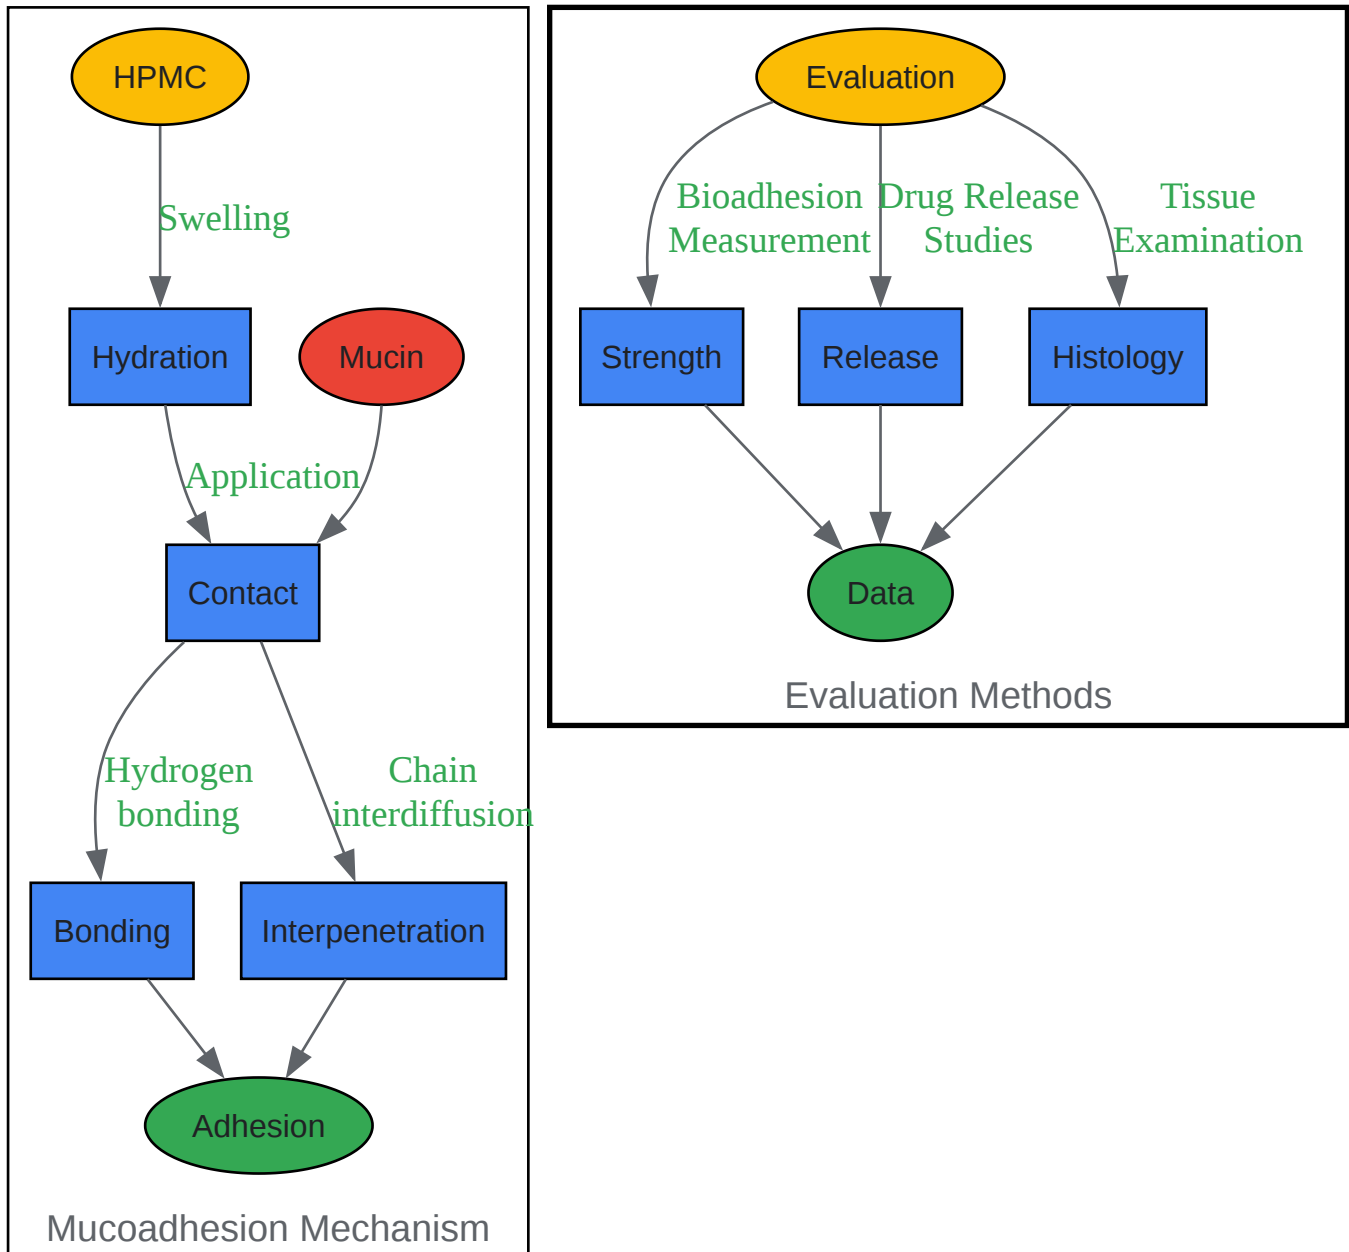 HPMC
Swelling
Hydration
Mucin
Application
Contact
Hydrogen
bonding
Chain
interdiffusion
Bonding
Interpenetration
Adhesion
Mucoadhesion Mechanism
Evaluation
Bioadhesion
Measurement
Drug Release
Studies
Tissue
Examination
Strength
Release
Histology
Data
Evaluation Methods